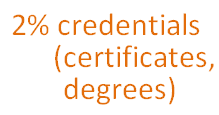 2% credentials
(certificates,
degrees)